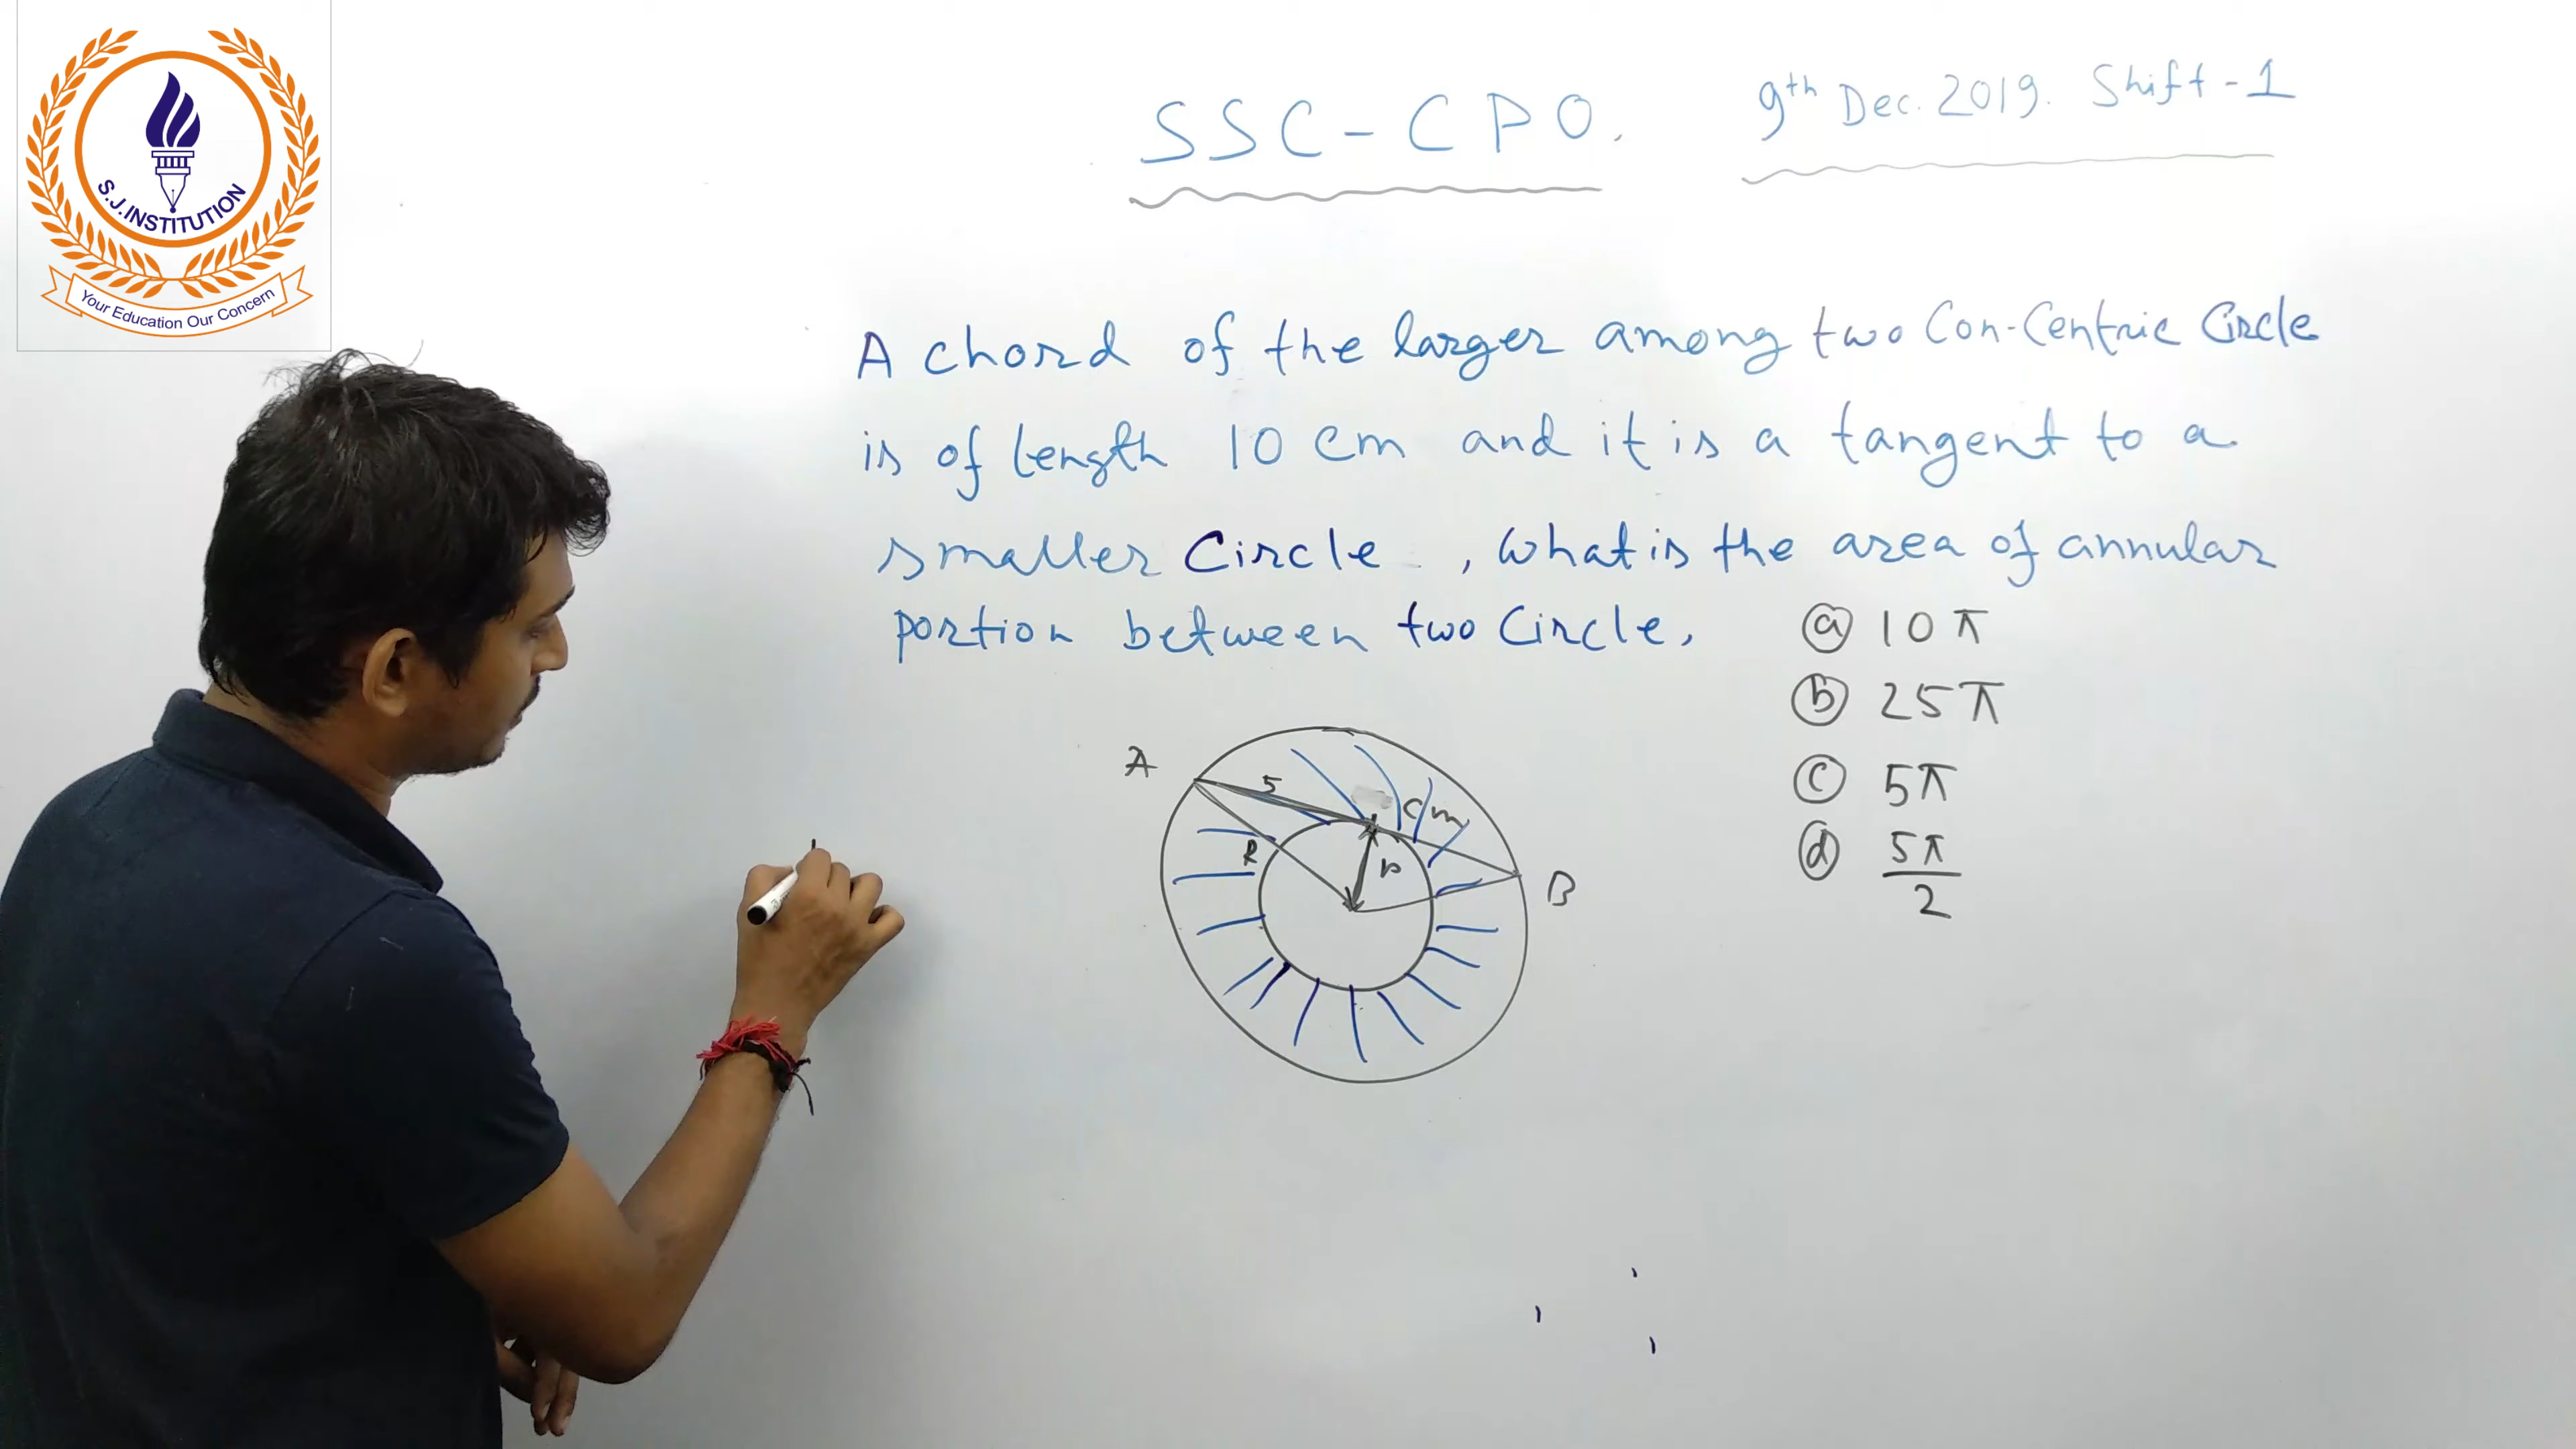 S.J.INSTITUTION
Your Education Our Concern
SSC-CPO.
9th Dec. 2019. Shift-1
A chord of the larger among two Con-Centric Circle
is of length 10 cm and it is a tangent to a
smaller Circle , what is the area of annular
portion between two Circle.
(a) 10π
(b) 25π
(c) 5π
(d) 5π/2
A
5
cm
R
r
B